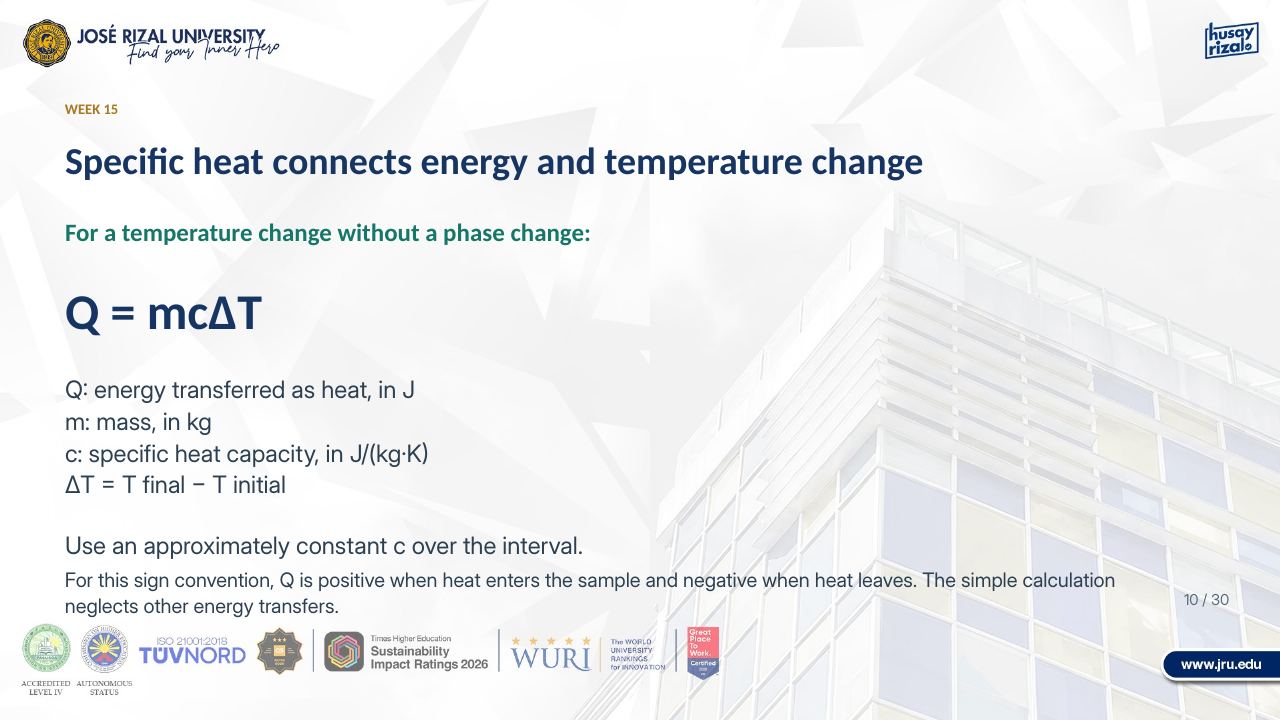 JOSÉ RIZAL UNIVERSITY
Find your Inner Hero
husay
rizal
WEEK 15
Specific heat connects energy and temperature change
For a temperature change without a phase change:
Q = mcΔT
Q: energy transferred as heat, in J
m: mass, in kg
c: specific heat capacity, in J/(kg·K)
ΔT = T final − T initial
Use an approximately constant c over the interval.
For this sign convention, Q is positive when heat enters the sample and negative when heat leaves. The simple calculation
neglects other energy transfers.
10 / 30
ACCREDITED
LEVEL IV
AUTONOMOUS
STATUS
ISO 21001:2018
TÜVNORD
Times Higher Education
Sustainability
Impact Ratings 2026
WURI
The WORLD
UNIVERSITY
RANKINGS
for INNOVATION
Great
Place
To
Work.
Certified
www.jru.edu